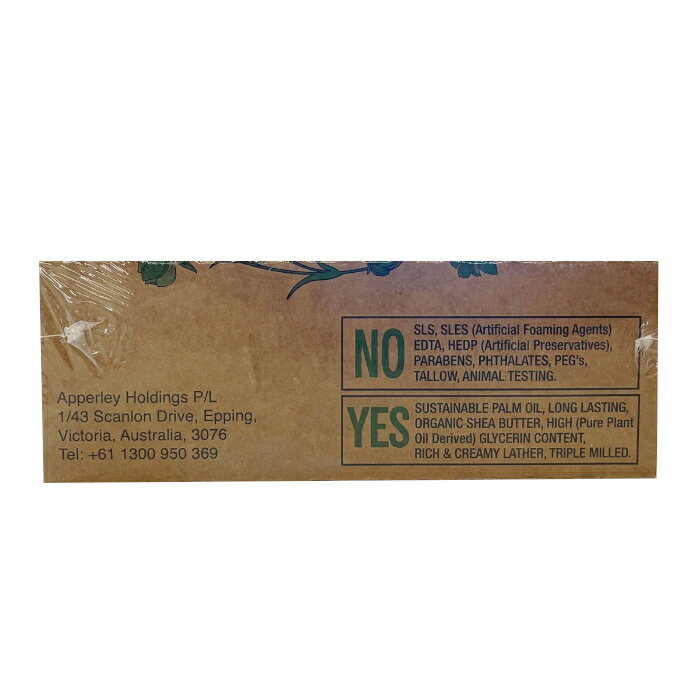 Apperley Holdings P/L
1/43 Scanlon Drive, Epping,
Victoria, Australia, 3076
Tel: +61 1300 950 369
NO
SLS, SLES (Artificial Foaming Agents)
EDTA, HEDP (Artificial Preservatives),
PARABENS, PHTHALATES, PEG's,
TALLOW, ANIMAL TESTING.
YES
SUSTAINABLE PALM OIL, LONG LASTING,
ORGANIC SHEA BUTTER, HIGH (Pure Plant
Oil Derived) GLYCERIN CONTENT,
RICH & CREAMY LATHER, TRIPLE MILLED.